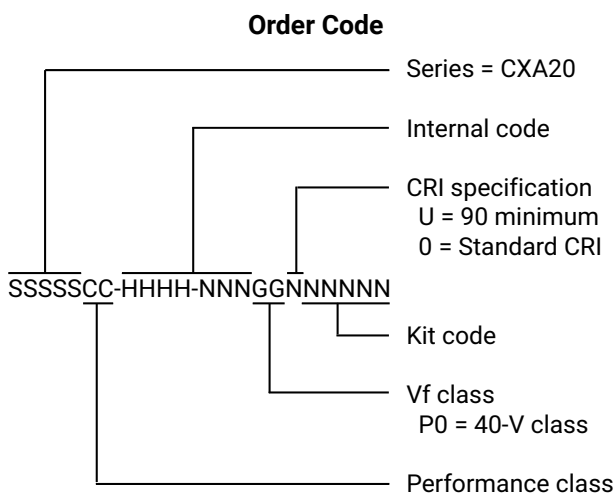 Order Code
Series = CXA20
Internal code
CRI specification
U = 90 minimum
0 = Standard CRI
SSSSSCC-HHHH-NNNGGNNNNNN
Kit code
Vf class
P0 = 40-V class
Performance class